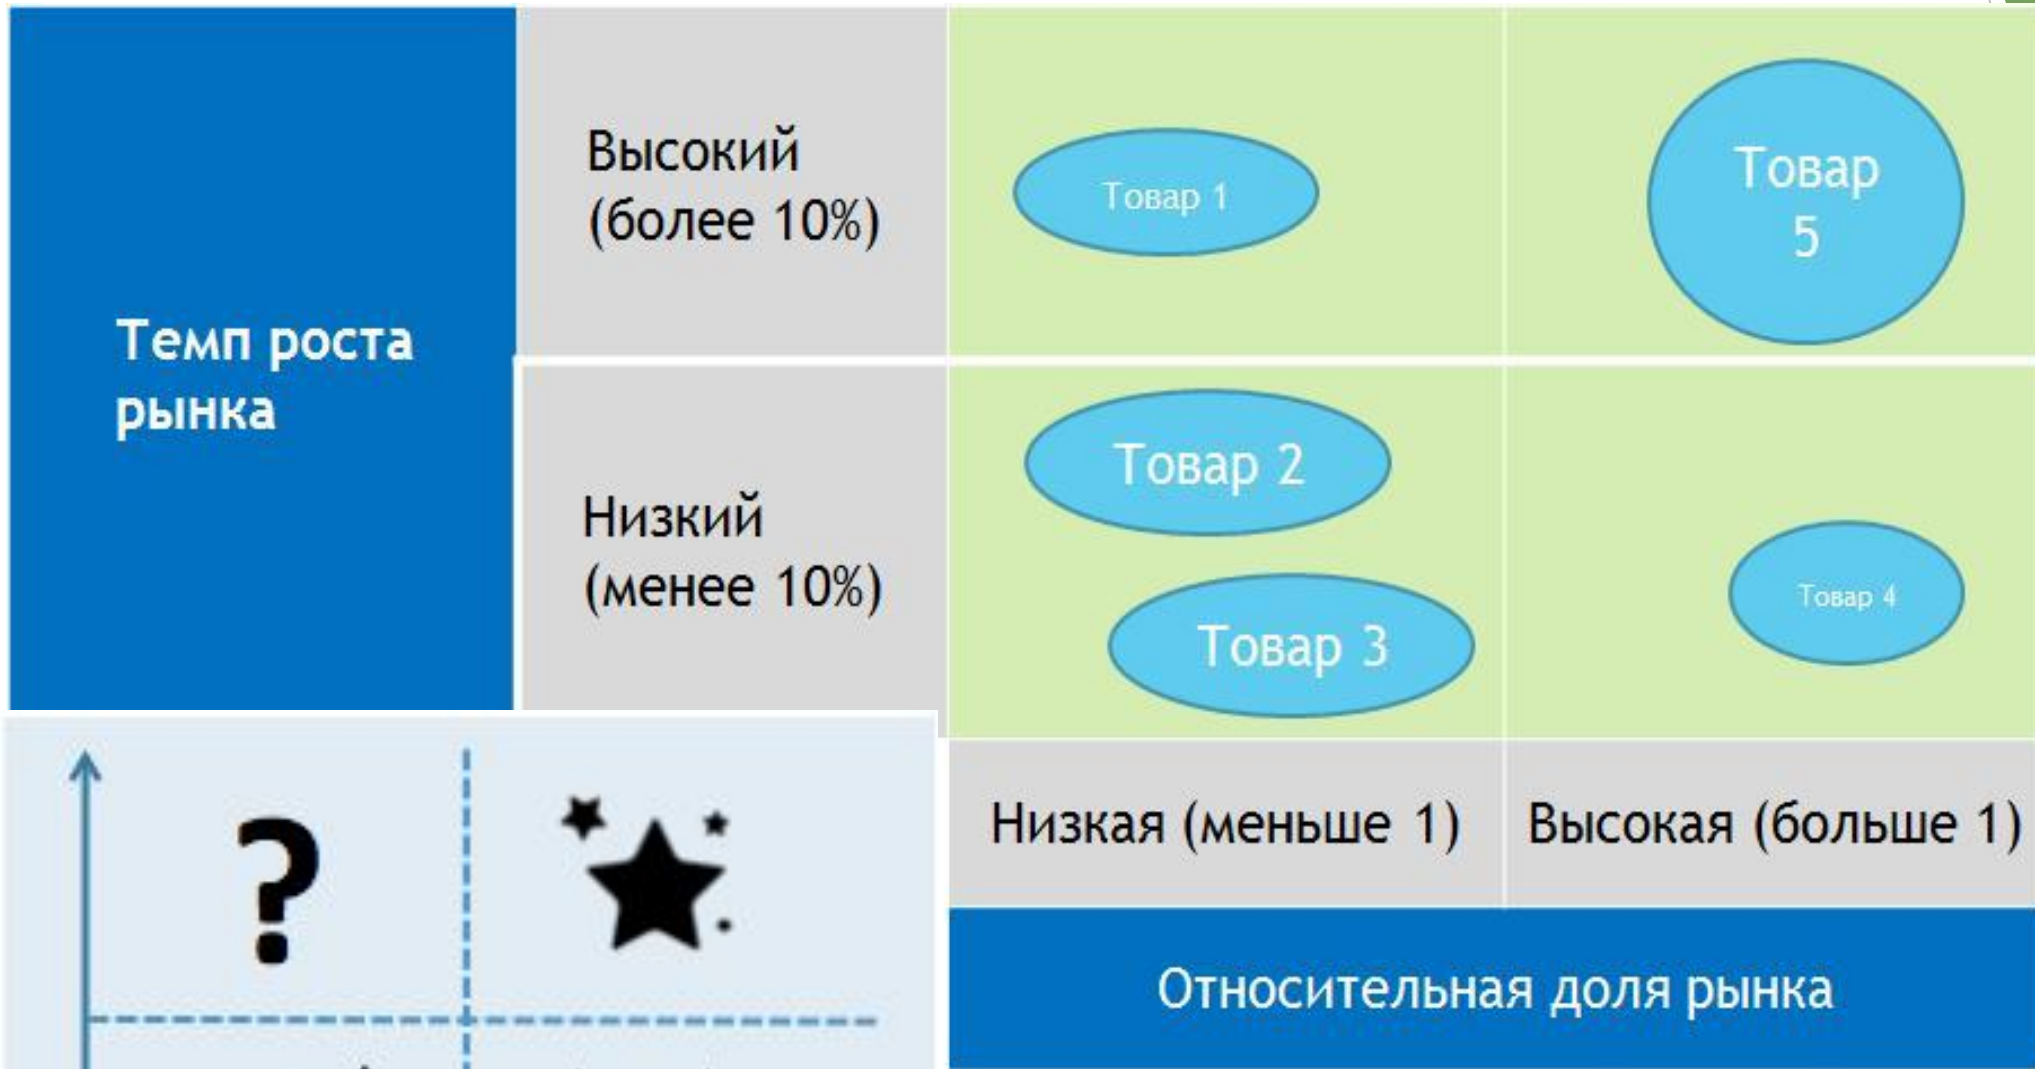 Темп роста
рынка
Высокий
(более 10%)
Товар 1
Товар
5
Низкий
(менее 10%)
Товар 2
Товар 3
Товар 4
?
Низкая (меньше 1)
Высокая (больше 1)
Относительная доля рынка